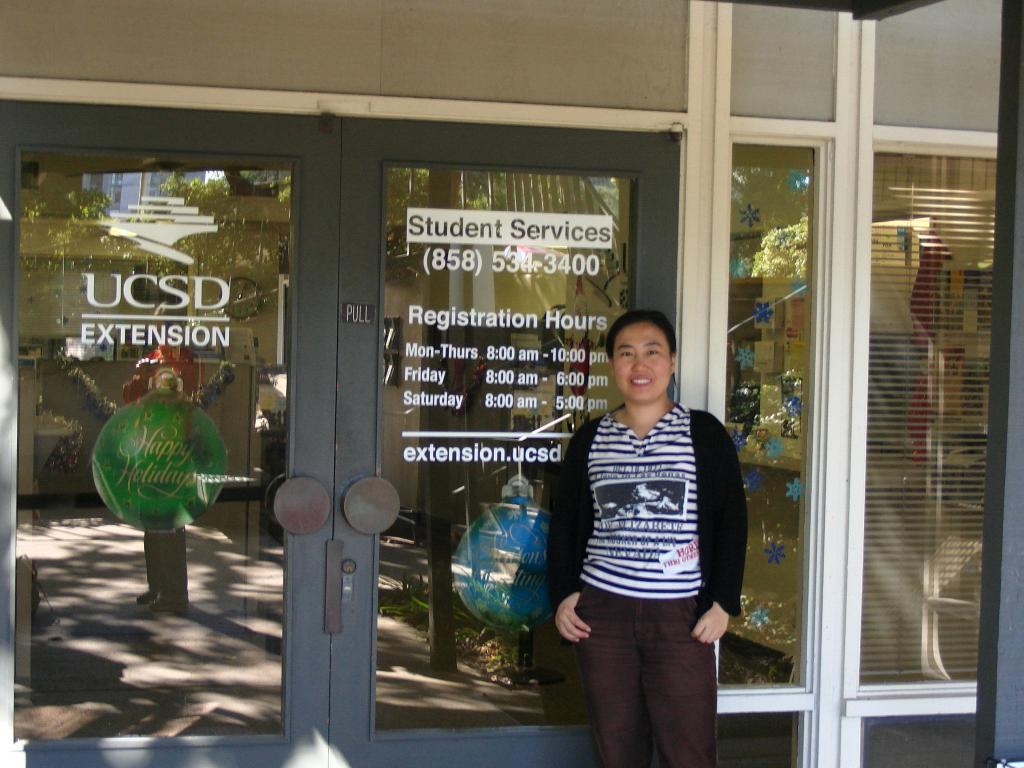 UCSD
EXTENSION
Happy
Holidays
PULL
Student Services
(858) 534-3400
Registration Hours
Mon-Thurs 8:00 am - 10:00 pm
Friday 8:00 am - 6:00 pm
Saturday 8:00 am - 5:00 pm
extension.ucsd